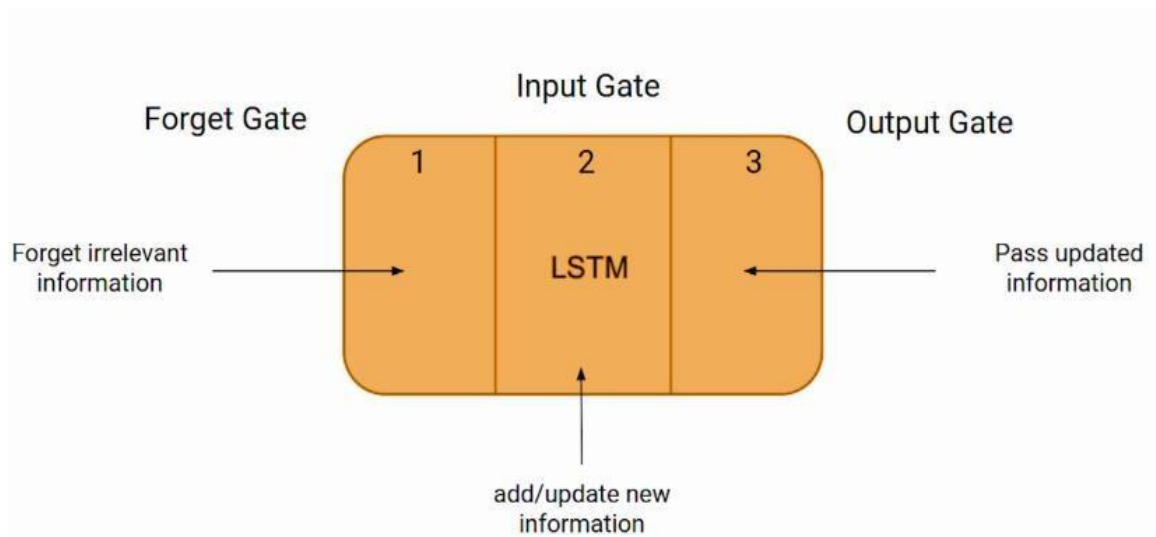 Input Gate
Forget Gate
Output Gate
1
2
3
LSTM
Forget irrelevant
information
Pass updated
information
add/update new
information